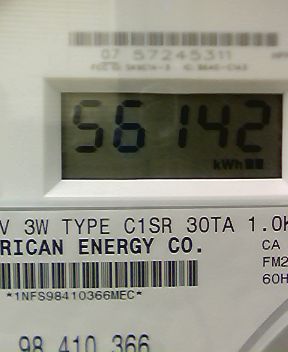 07 57245311
56142
kWh
V 3W TYPE C1SR 30TA 1.0K
RICAN ENERGY CO.
CA
FM2
60H
*1NFS98410366MEC*
98 410 366